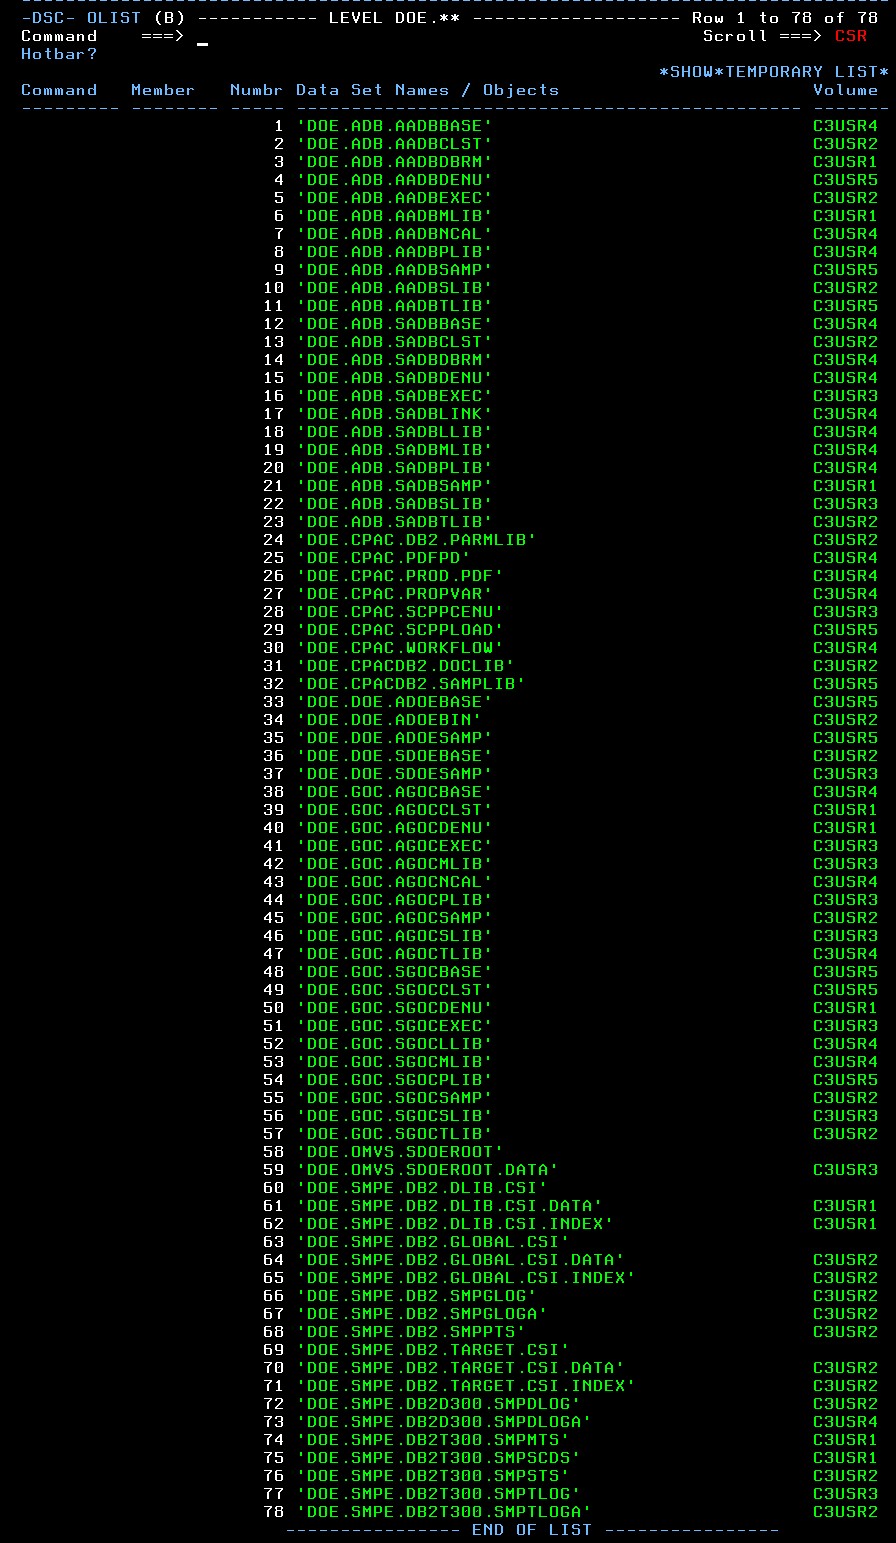 -DSC- OLIST (B) ----------- LEVEL DOE.** ------------------- Row 1 to 78 of 78
Command    ===> _                                             Scroll ===> CSR
Hotbar?
*SHOW*TEMPORARY LIST*
Command   Member   Numbr Data Set Names / Objects                       Volume
--------- -------- ----- ---------------------------------------------- -------
1 'DOE.ADB.AADBBASE' C3USR4
2 'DOE.ADB.AADBCLST' C3USR2
3 'DOE.ADB.AADBDBRM' C3USR1
4 'DOE.ADB.AADBDENU' C3USR5
5 'DOE.ADB.AADBEXEC' C3USR2
6 'DOE.ADB.AADBMLIB' C3USR1
7 'DOE.ADB.AADBNCAL' C3USR4
8 'DOE.ADB.AADBPLIB' C3USR4
9 'DOE.ADB.AADBSAMP' C3USR5
10 'DOE.ADB.AADBSLIB' C3USR2
11 'DOE.ADB.AADBTLIB' C3USR5
12 'DOE.ADB.SADBBASE' C3USR4
13 'DOE.ADB.SADBCLST' C3USR2
14 'DOE.ADB.SADBDBRM' C3USR4
15 'DOE.ADB.SADBDENU' C3USR4
16 'DOE.ADB.SADBEXEC' C3USR3
17 'DOE.ADB.SADBLINK' C3USR4
18 'DOE.ADB.SADBLLIB' C3USR4
19 'DOE.ADB.SADBMLIB' C3USR4
20 'DOE.ADB.SADBPLIB' C3USR4
21 'DOE.ADB.SADBSAMP' C3USR1
22 'DOE.ADB.SADBSLIB' C3USR3
23 'DOE.ADB.SADBTLIB' C3USR2
24 'DOE.CPAC.DB2.PARMLIB' C3USR2
25 'DOE.CPAC.PDFPD' C3USR4
26 'DOE.CPAC.PROD.PDF' C3USR4
27 'DOE.CPAC.PROPVAR' C3USR4
28 'DOE.CPAC.SCPPCENU' C3USR3
29 'DOE.CPAC.SCPPLOAD' C3USR5
30 'DOE.CPAC.WORKFLOW' C3USR4
31 'DOE.CPACDB2.DOCLIB' C3USR2
32 'DOE.CPACDB2.SAMPLIB' C3USR5
33 'DOE.DOE.ADOEBASE' C3USR5
34 'DOE.DOE.ADOEBIN' C3USR2
35 'DOE.DOE.ADOESAMP' C3USR5
36 'DOE.DOE.SDOEBASE' C3USR2
37 'DOE.DOE.SDOESAMP' C3USR3
38 'DOE.GOC.AGOCBASE' C3USR4
39 'DOE.GOC.AGOCCLST' C3USR1
40 'DOE.GOC.AGOCDENU' C3USR1
41 'DOE.GOC.AGOCEXEC' C3USR3
42 'DOE.GOC.AGOCMLIB' C3USR3
43 'DOE.GOC.AGOCNCAL' C3USR4
44 'DOE.GOC.AGOCPLIB' C3USR3
45 'DOE.GOC.AGOCSAMP' C3USR2
46 'DOE.GOC.AGOCSLIB' C3USR3
47 'DOE.GOC.AGOCTLIB' C3USR4
48 'DOE.GOC.SGOCBASE' C3USR5
49 'DOE.GOC.SGOCCLST' C3USR5
50 'DOE.GOC.SGOCDENU' C3USR1
51 'DOE.GOC.SGOCEXEC' C3USR3
52 'DOE.GOC.SGOCLLIB' C3USR4
53 'DOE.GOC.SGOCMLIB' C3USR4
54 'DOE.GOC.SGOCPLIB' C3USR5
55 'DOE.GOC.SGOCSAMP' C3USR2
56 'DOE.GOC.SGOCSLIB' C3USR3
57 'DOE.GOC.SGOCTLIB' C3USR2
58 'DOE.OMVS.SDOEROOT'
59 'DOE.OMVS.SDOEROOT.DATA' C3USR3
60 'DOE.SMPE.DB2.DLIB.CSI'
61 'DOE.SMPE.DB2.DLIB.CSI.DATA' C3USR1
62 'DOE.SMPE.DB2.DLIB.CSI.INDEX' C3USR1
63 'DOE.SMPE.DB2.GLOBAL.CSI'
64 'DOE.SMPE.DB2.GLOBAL.CSI.DATA' C3USR2
65 'DOE.SMPE.DB2.GLOBAL.CSI.INDEX' C3USR2
66 'DOE.SMPE.DB2.SMPGLOG' C3USR2
67 'DOE.SMPE.DB2.SMPGLOGA' C3USR2
68 'DOE.SMPE.DB2.SMPPTS' C3USR2
69 'DOE.SMPE.DB2.TARGET.CSI'
70 'DOE.SMPE.DB2.TARGET.CSI.DATA' C3USR2
71 'DOE.SMPE.DB2.TARGET.CSI.INDEX' C3USR2
72 'DOE.SMPE.DB2D300.SMPDLOG' C3USR2
73 'DOE.SMPE.DB2D300.SMPDLOGA' C3USR4
74 'DOE.SMPE.DB2T300.SMPMTS' C3USR1
75 'DOE.SMPE.DB2T300.SMPSCDS' C3USR1
76 'DOE.SMPE.DB2T300.SMPSTS' C3USR2
77 'DOE.SMPE.DB2T300.SMPTLOG' C3USR3
78 'DOE.SMPE.DB2T300.SMPTLOGA' C3USR2
---------------- END OF LIST ----------------